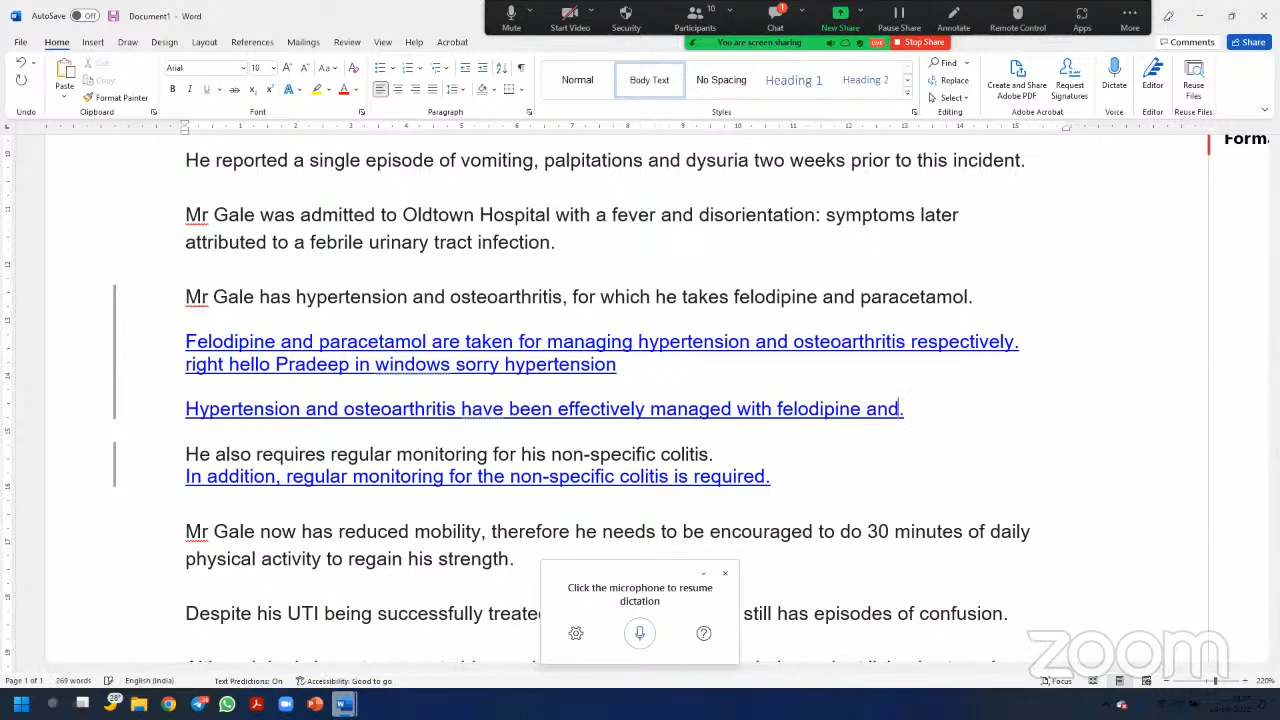 AutoSave Off Document1 - Word
Mute Start Video Security Participants 10 Chat 1 New Share Pause Share Annotate Remote Control Apps More
You are screen sharing LIVE Stop Share
File Home Insert Draw Design Layout References Mailings Review View Help Acrobat Comments Share
Paste Cut Copy Format Painter
Arial 10
Normal Body Text No Spacing Heading 1 Heading 2
Find Replace Select
Create and Share Adobe PDF Request Signatures Dictate Editor Reuse Files
Undo Clipboard Font Paragraph Styles Editing Adobe Acrobat Voice Editor Reuse Files
Forma
He reported a single episode of vomiting, palpitations and dysuria two weeks prior to this incident.
Mr Gale was admitted to Oldtown Hospital with a fever and disorientation: symptoms later
attributed to a febrile urinary tract infection.
Mr Gale has hypertension and osteoarthritis, for which he takes felodipine and paracetamol.
Felodipine and paracetamol are taken for managing hypertension and osteoarthritis respectively.
right hello Pradeep in windows sorry hypertension
Hypertension and osteoarthritis have been effectively managed with felodipine and.
He also requires regular monitoring for his non-specific colitis.
In addition, regular monitoring for the non-specific colitis is required.
Mr Gale now has reduced mobility, therefore he needs to be encouraged to do 30 minutes of daily
physical activity to regain his strength.
Click the microphone to resume
dictation
Despite his UTI being successfully treate still has episodes of confusion.
zoom
Page 1 of 1 269 words English (India) Text Predictions: On Accessibility: Good to go Focus 220%
28°